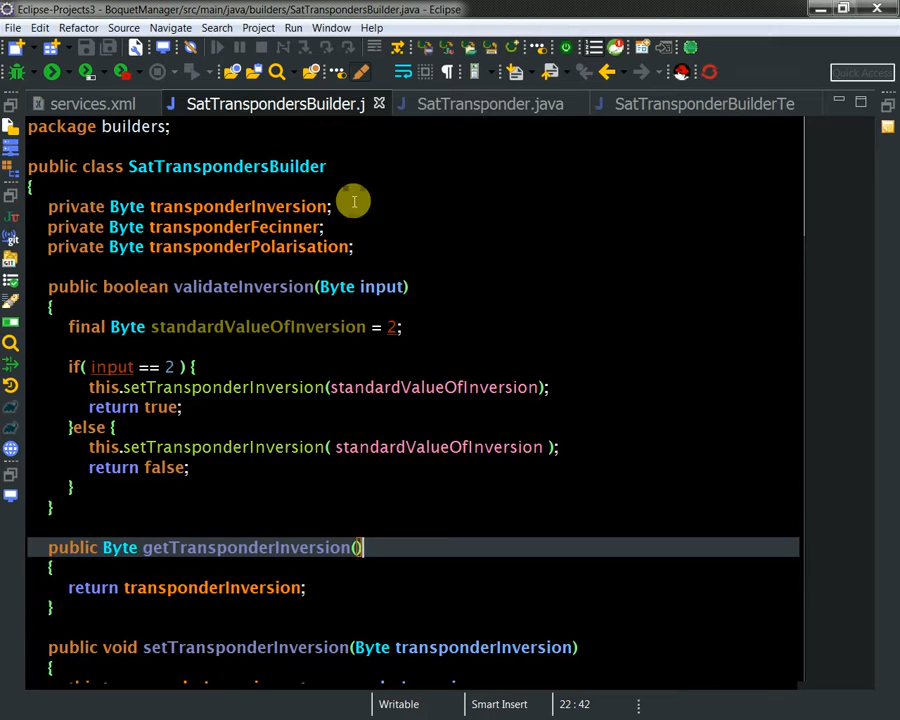 Eclipse-Projects3 - BoquetManager/src/main/java/builders/SatTranspondersBuilder.java - Eclipse
File Edit Refactor Source Navigate Search Project Run Window Help
Quick Access
services.xml SatTranspondersBuilder.j SatTransponder.java SatTransponderBuilderTe
package builders;
public class SatTranspondersBuilder
{
private Byte transponderInversion;
private Byte transponderFecinner;
private Byte transponderPolarisation;
public boolean validateInversion(Byte input)
{
final Byte standardValueOfInversion = 2;
if( input == 2 ) {
this.setTransponderInversion(standardValueOfInversion);
return true;
}else {
this.setTransponderInversion( standardValueOfInversion );
return false;
}
}
public Byte getTransponderInversion()
{
return transponderInversion;
}
public void setTransponderInversion(Byte transponderInversion)
{
Writable Smart Insert 22 : 42